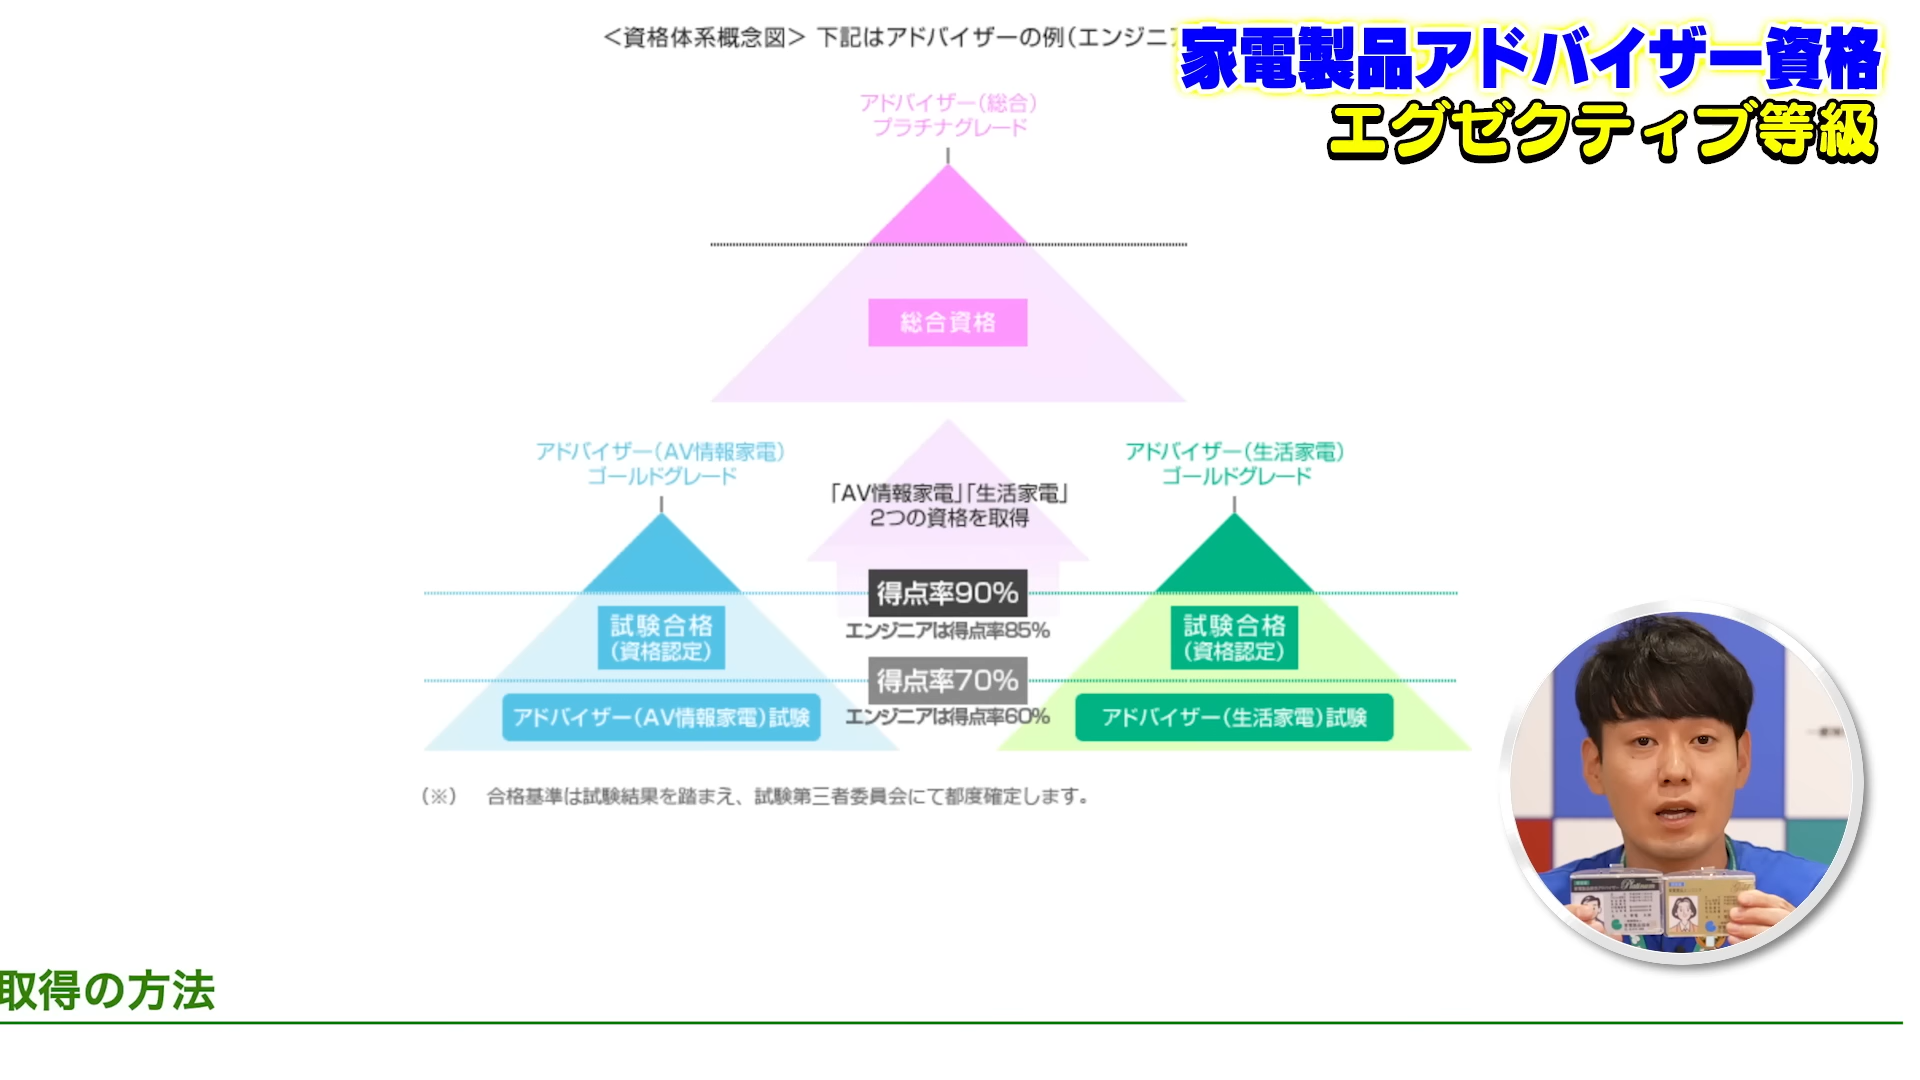 ＜資格体系概念図＞ 下記はアドバイザーの例（エンジニ
家電製品アドバイザー資格
エグゼクティブ等級
アドバイザー（総合）
プラチナグレード
総合資格
アドバイザー（AV情報家電）
ゴールドグレード
アドバイザー（生活家電）
ゴールドグレード
「AV情報家電」「生活家電」
2つの資格を取得
得点率90%
エンジニアは得点率85%
試験合格
（資格認定）
試験合格
（資格認定）
得点率70%
エンジニアは得点率60%
アドバイザー（AV情報家電）試験
アドバイザー（生活家電）試験
（※） 合格基準は試験結果を踏まえ、試験第三者委員会にて都度確定します。
Platinum
取得の方法